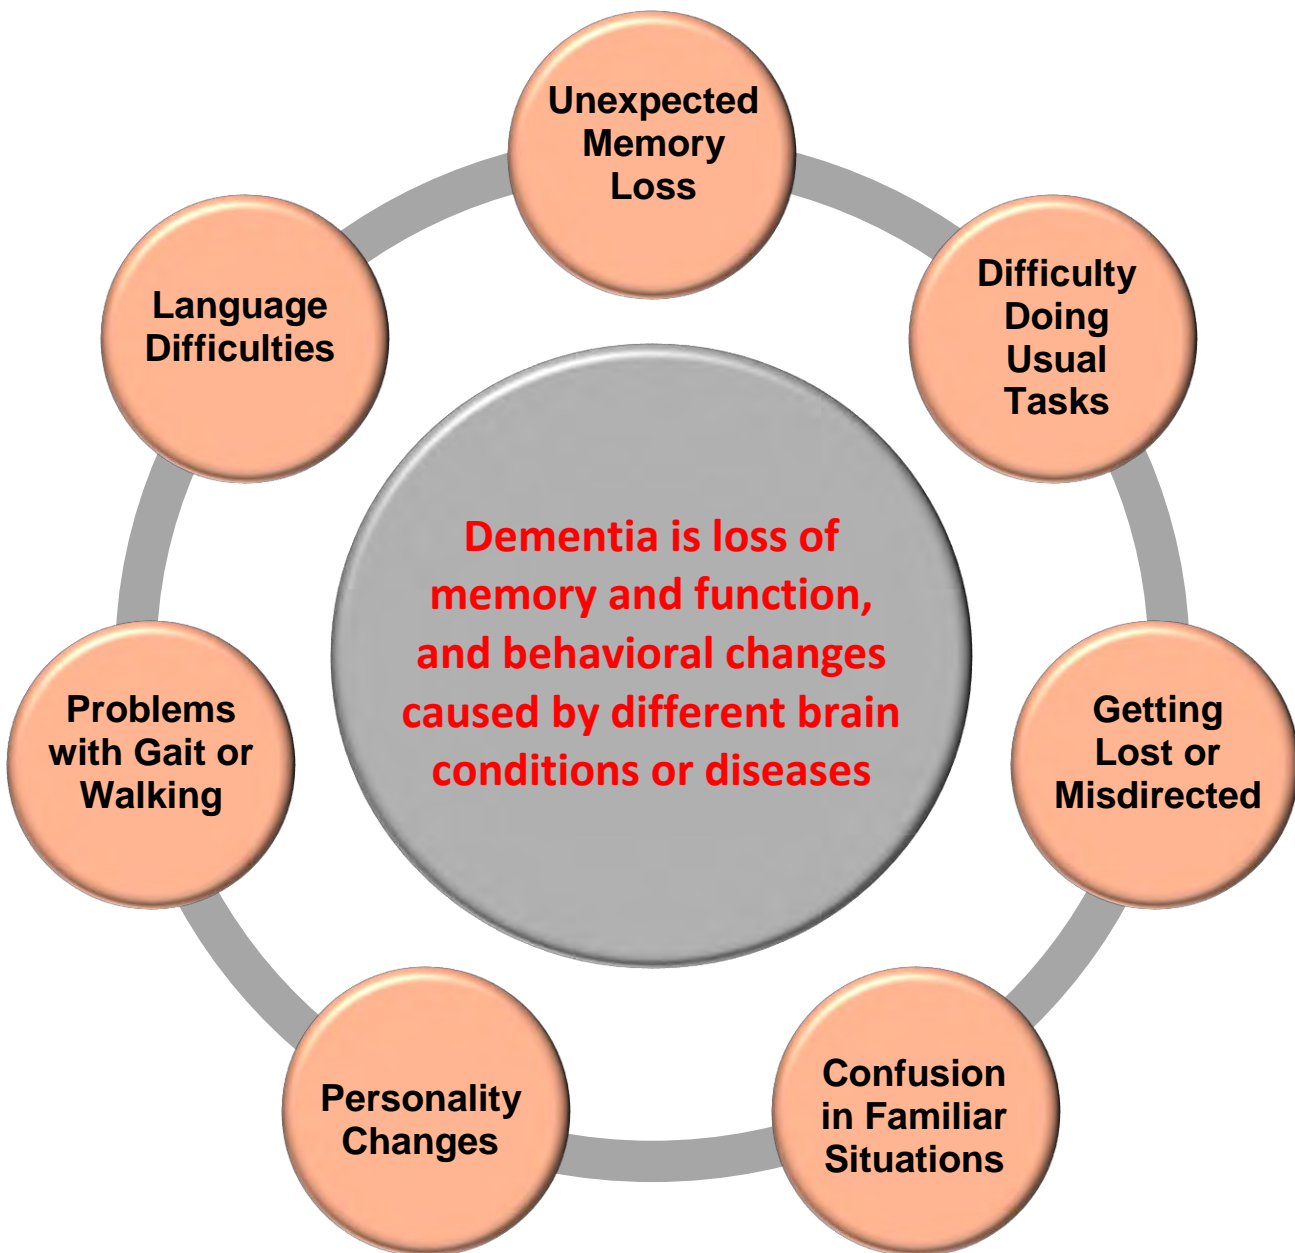 Unexpected
Memory
Loss
Difficulty
Doing
Usual
Tasks
Getting
Lost or
Misdirected
Confusion
in Familiar
Situations
Personality
Changes
Problems
with Gait or
Walking
Language
Difficulties
Dementia is loss of
memory and function,
and behavioral changes
caused by different brain
conditions or diseases